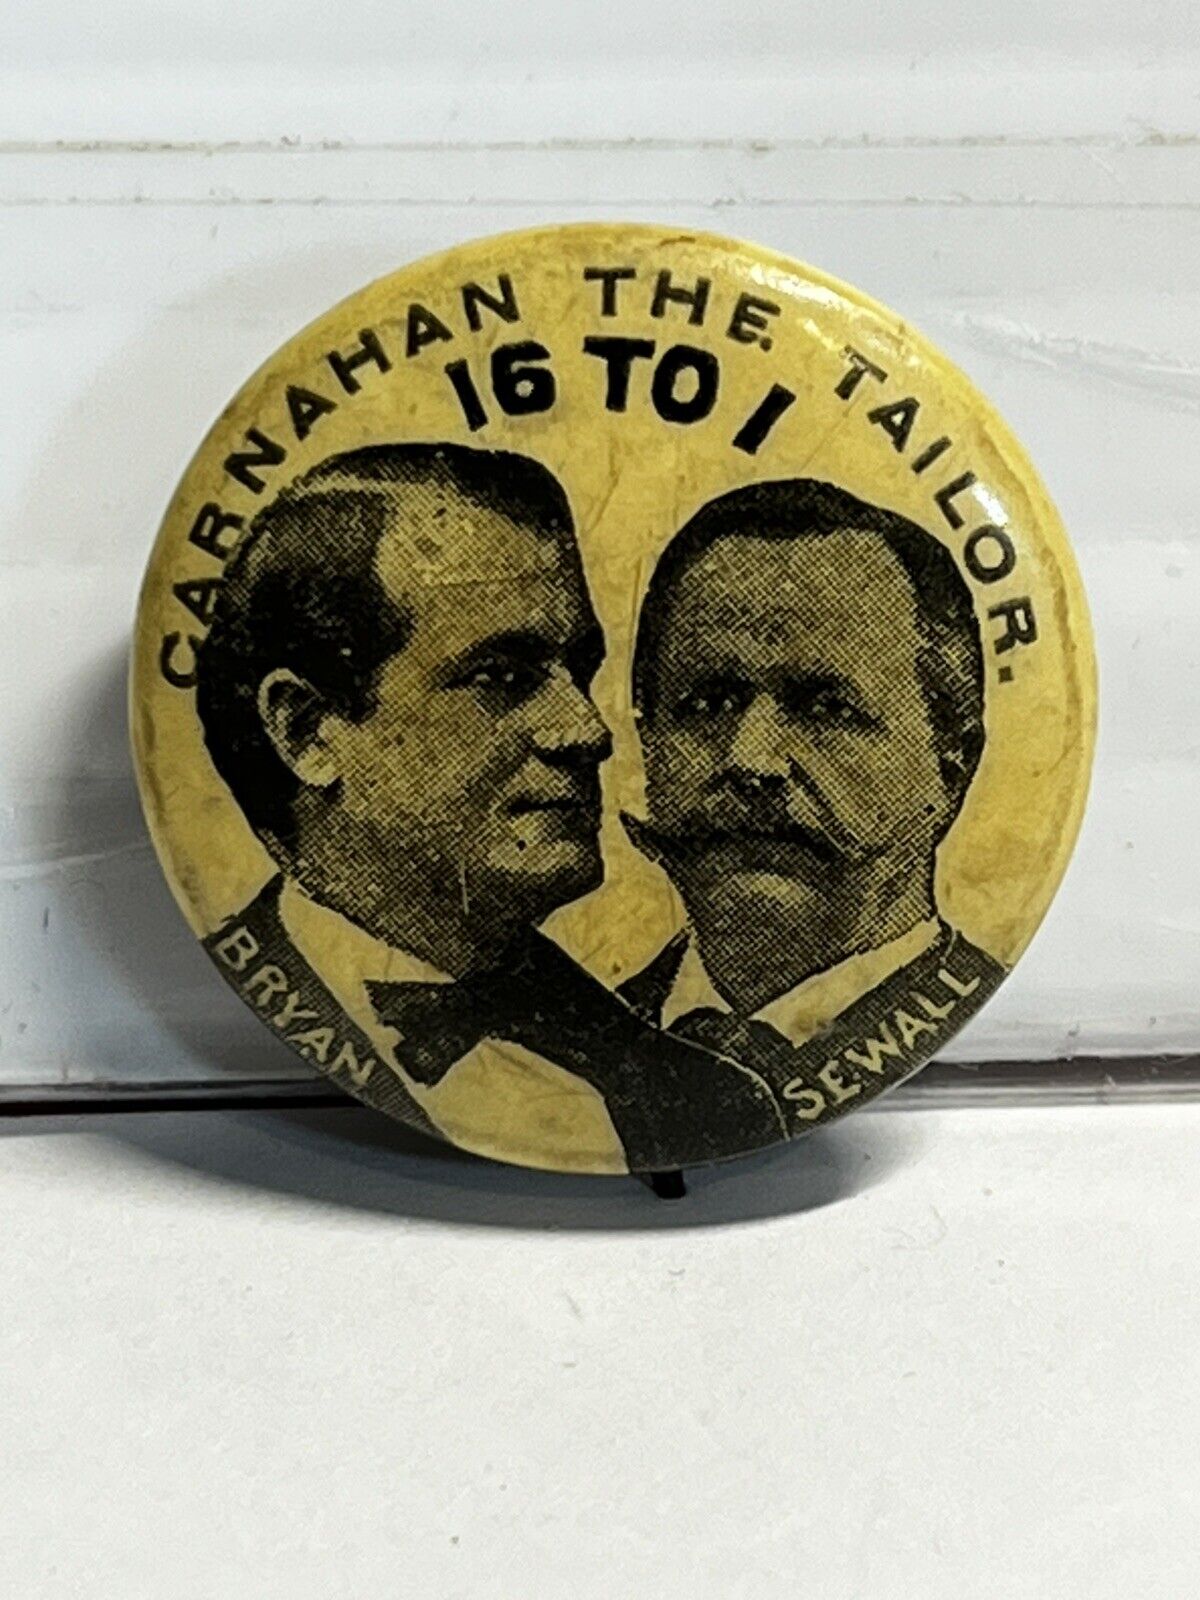 CARNAHAN THE TAILOR.
16 TO 1
BRYAN
SEWALL